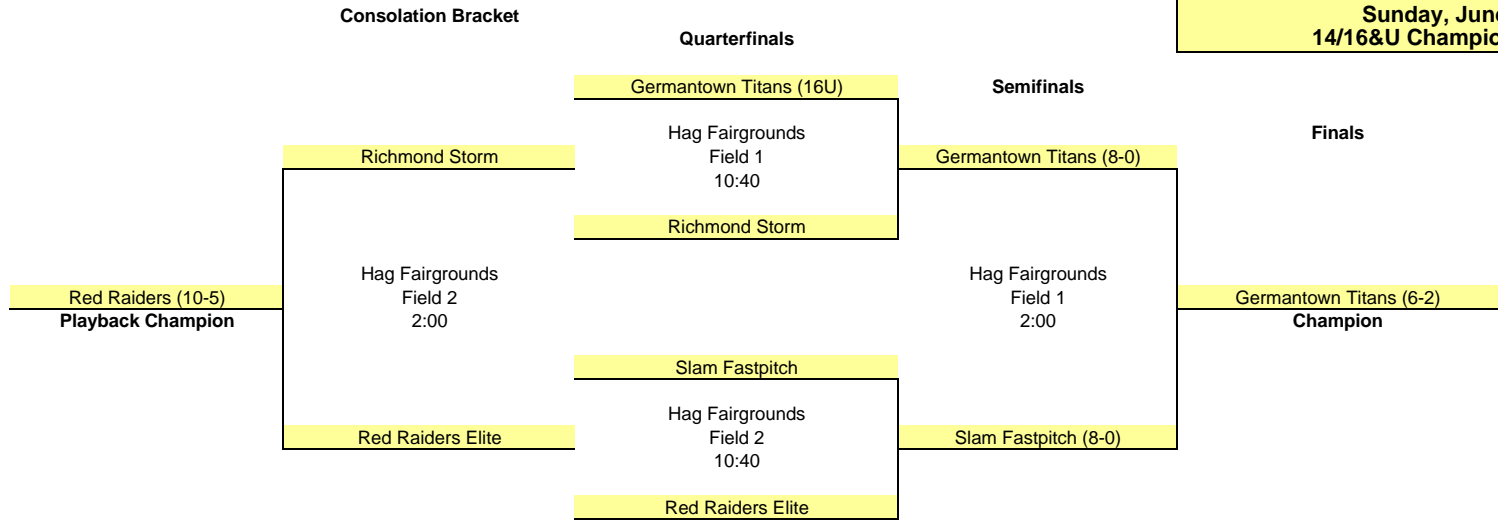 Consolation Bracket
Sunday, June
14/16&U Champio
Quarterfinals
Germantown Titans (16U)
Semifinals
Hag Fairgrounds
Field 1
10:40
Finals
Richmond Storm
Germantown Titans (8-0)
Richmond Storm
Hag Fairgrounds
Field 2
2:00
Hag Fairgrounds
Field 1
2:00
Red Raiders (10-5)
Playback Champion
Germantown Titans (6-2)
Champion
Slam Fastpitch
Hag Fairgrounds
Field 2
10:40
Red Raiders Elite
Slam Fastpitch (8-0)
Red Raiders Elite